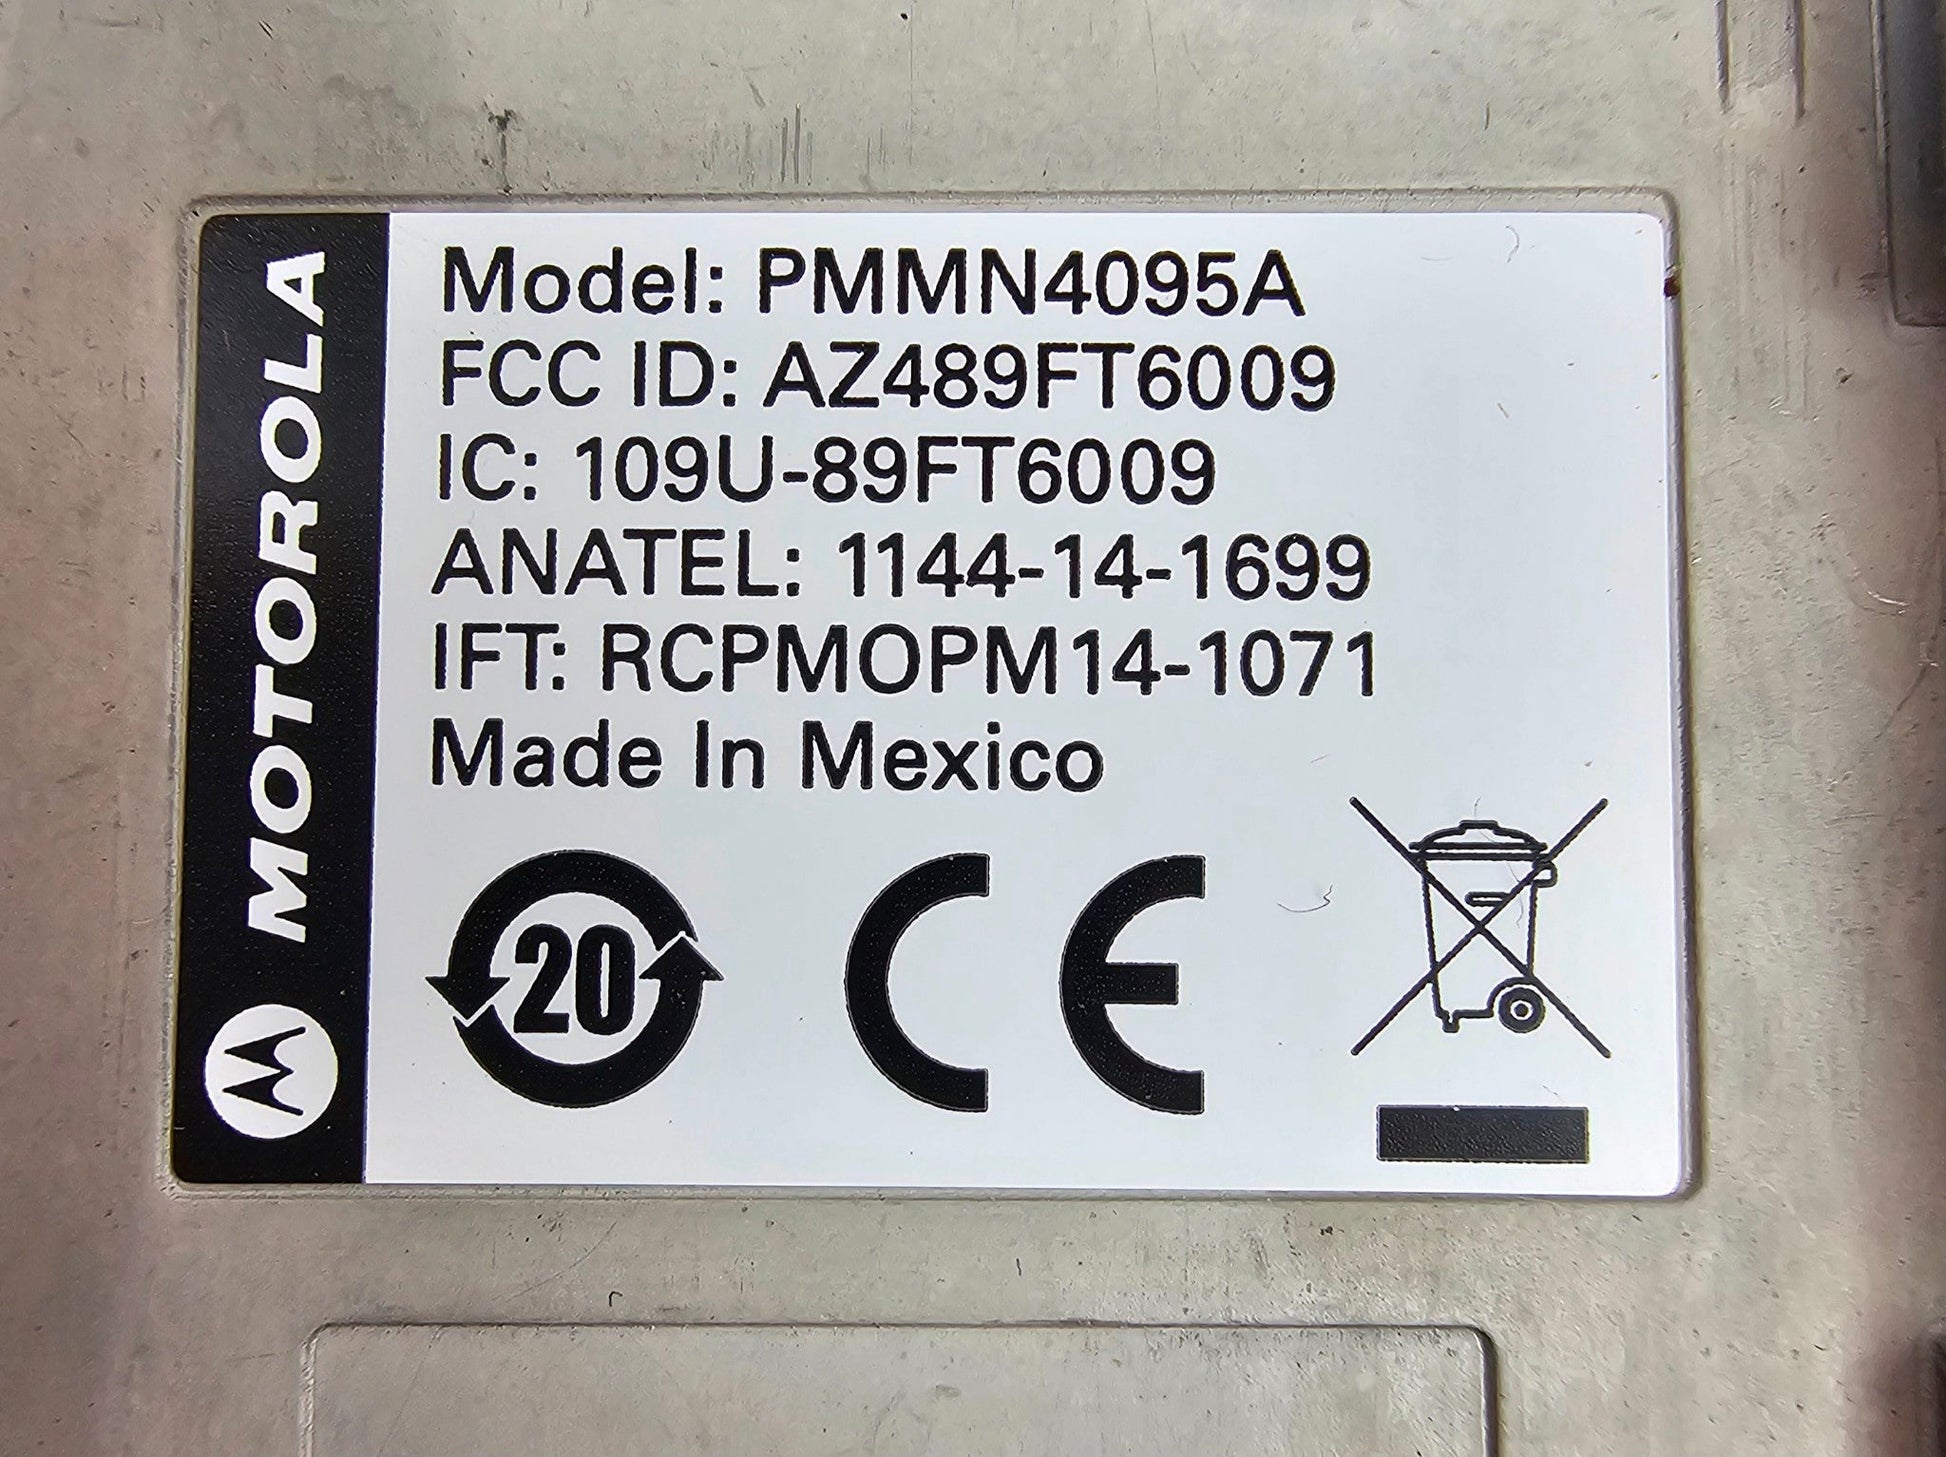 MOTOROLA
Model: PMMN4095A
FCC ID: AZ489FT6009
IC: 109U-89FT6009
ANATEL: 1144-14-1699
IFT: RCPMOPM14-1071
Made In Mexico
20
CE